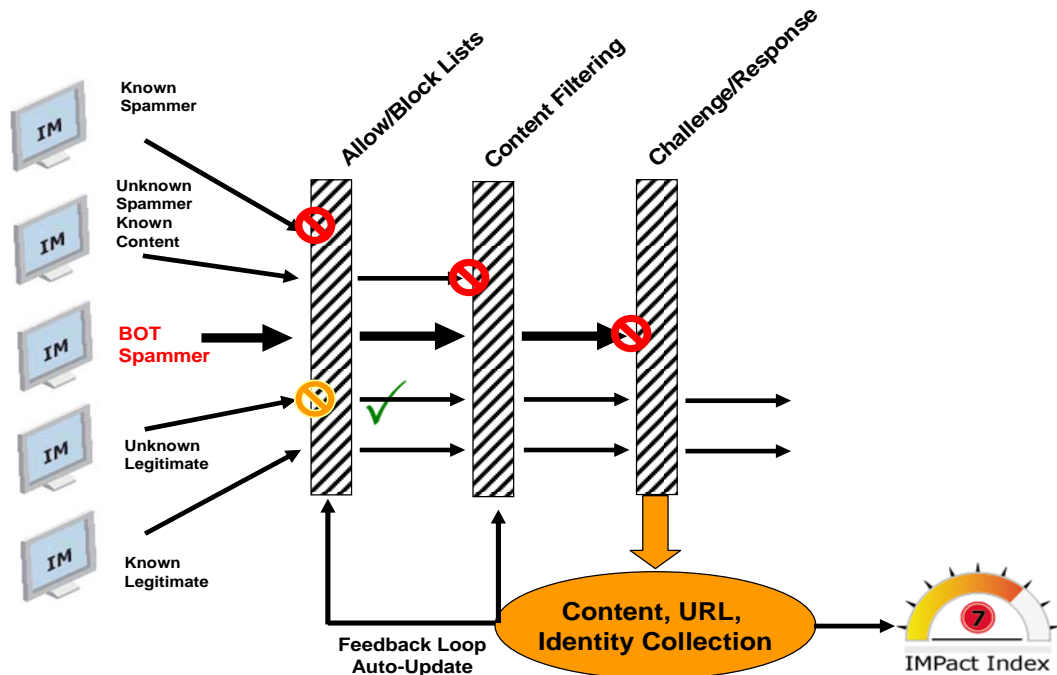 Allow/Block Lists
Content Filtering
Challenge/Response
IM
Known
Spammer
IM
Unknown
Spammer
Known
Content
IM
BOT
Spammer
IM
Unknown
Legitimate
IM
Known
Legitimate
Feedback Loop
Auto-Update
Content, URL,
Identity Collection
7
IMPact Index